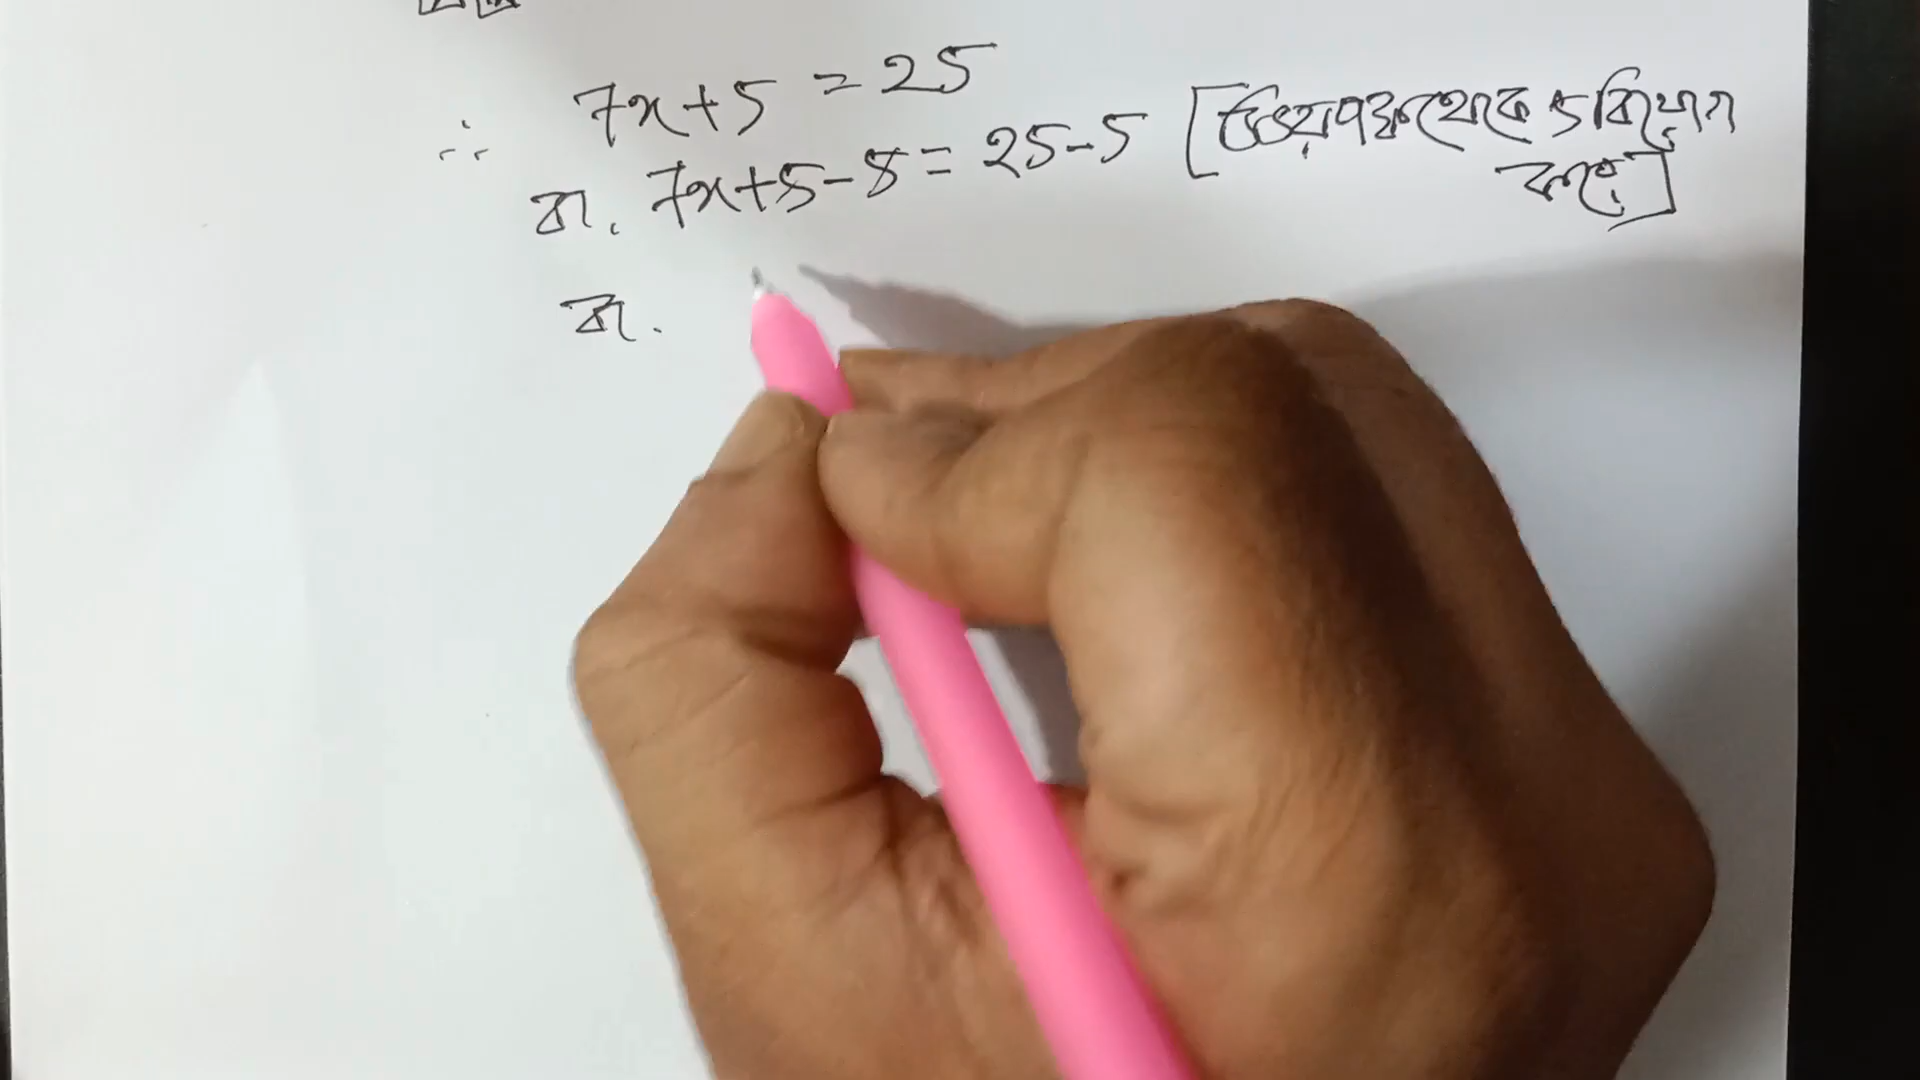 ∴ 7x+5 = 25
বা, 7x+5-5 = 25-5 [উভয়পক্ষ থেকে 5 বিয়োগ
করে]
বা.